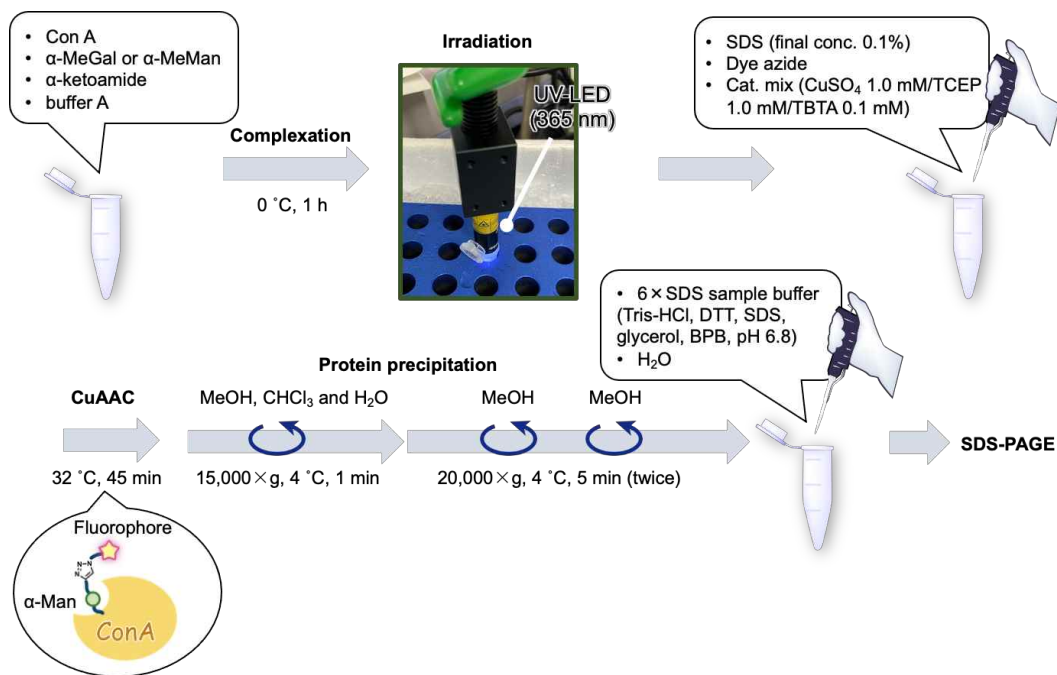 • Con A
• α-MeGal or α-MeMan
• α-ketoamide
• buffer A
Complexation
0 ˚C, 1 h
Irradiation
UV-LED
(365 nm)
• SDS (final conc. 0.1%)
• Dye azide
• Cat. mix (CuSO₄ 1.0 mM/TCEP
1.0 mM/TBTA 0.1 mM)
• 6×SDS sample buffer
(Tris-HCl, DTT, SDS,
glycerol, BPB, pH 6.8)
• H₂O
CuAAC
32 ˚C, 45 min
Protein precipitation
MeOH, CHCl₃ and H₂O
15,000×g, 4 ˚C, 1 min
MeOH
MeOH
20,000×g, 4 ˚C, 5 min (twice)
SDS-PAGE
Fluorophore
N
N
N
α-Man
ConA